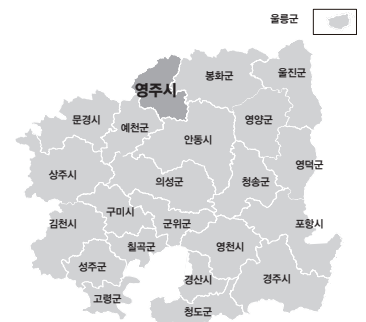 울릉군
봉화군
울진군
영주시
문경시
예천군
영양군
안동시
영덕군
상주시
의성군
청송군
구미시
김천시
군위군
포항시
칠곡군
영천시
성주군
경산시
경주시
고령군
청도군